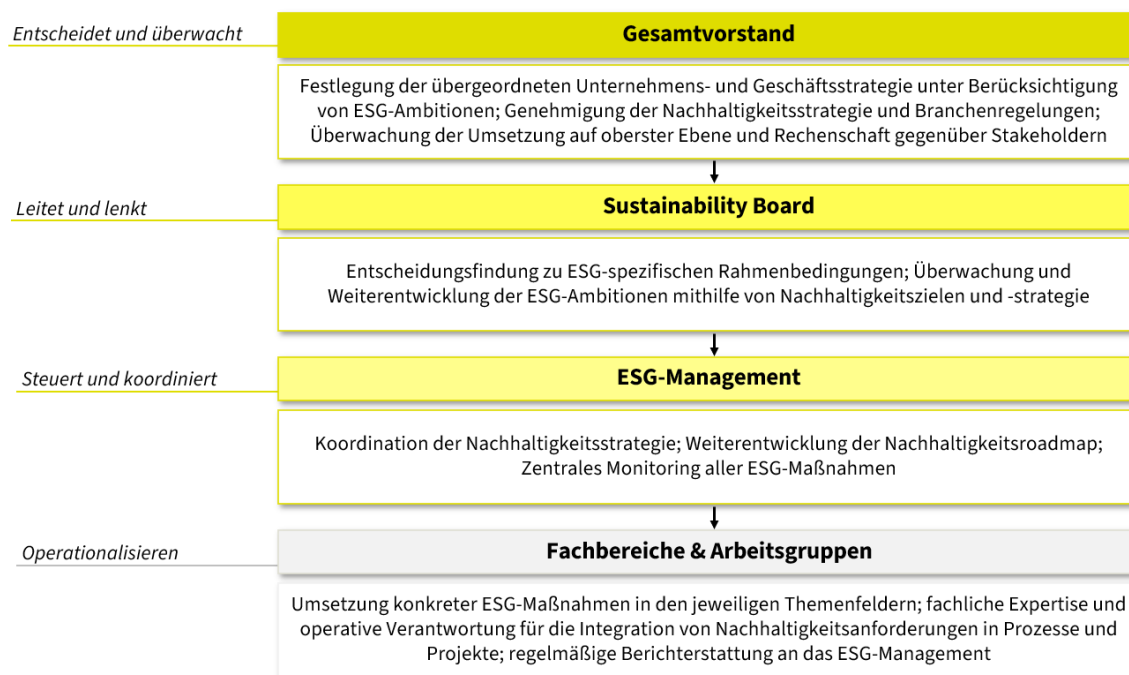 Entscheidet und überwacht
Gesamtvorstand
Festlegung der übergeordneten Unternehmens- und Geschäftsstrategie unter Berücksichtigung
von ESG-Ambitionen; Genehmigung der Nachhaltigkeitsstrategie und Branchenregelungen;
Überwachung der Umsetzung auf oberster Ebene und Rechenschaft gegenüber Stakeholdern
Leitet und lenkt
Sustainability Board
Entscheidungsfindung zu ESG-spezifischen Rahmenbedingungen; Überwachung und
Weiterentwicklung der ESG-Ambitionen mithilfe von Nachhaltigkeitszielen und -strategie
Steuert und koordiniert
ESG-Management
Koordination der Nachhaltigkeitsstrategie; Weiterentwicklung der Nachhaltigkeitsroadmap;
Zentrales Monitoring aller ESG-Maßnahmen
Operationalisieren
Fachbereiche & Arbeitsgruppen
Umsetzung konkreter ESG-Maßnahmen in den jeweiligen Themenfeldern; fachliche Expertise und
operative Verantwortung für die Integration von Nachhaltigkeitsanforderungen in Prozesse und
Projekte; regelmäßige Berichterstattung an das ESG-Management